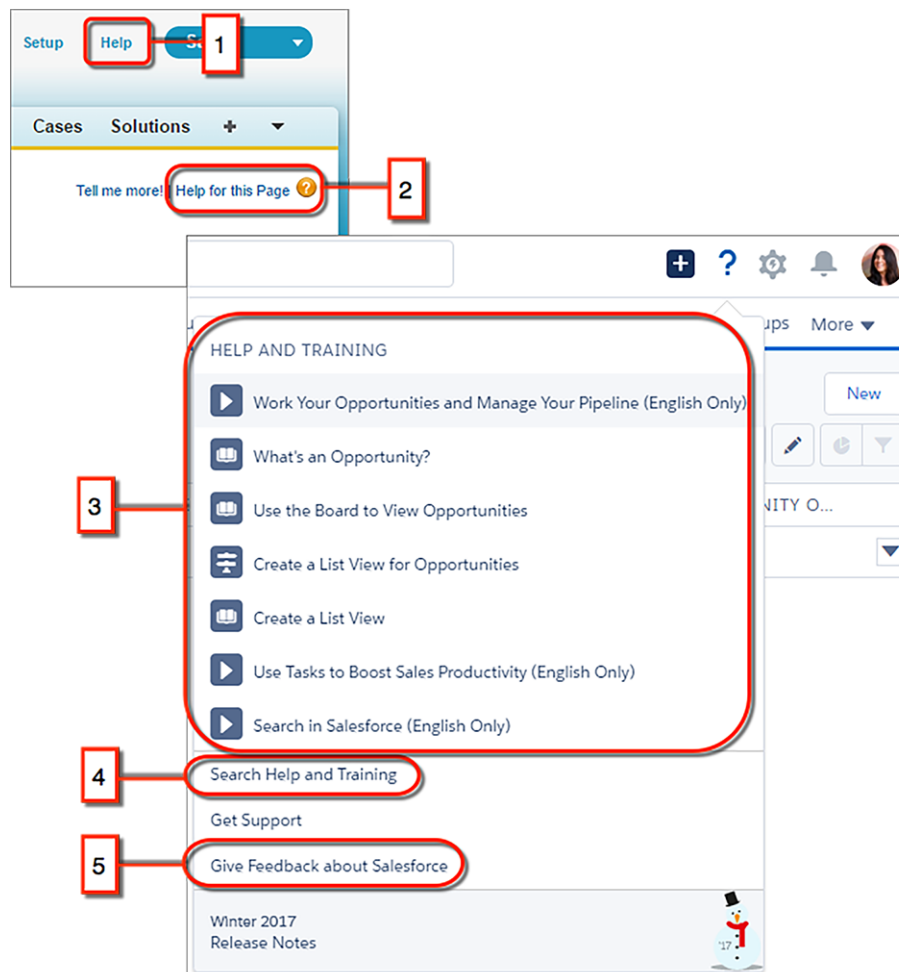 Setup Help 1
Cases Solutions
Tell me more! | Help for this Page ? 2
?
ups More
HELP AND TRAINING
New
Work Your Opportunities and Manage Your Pipeline (English Only)
What's an Opportunity?
3
Use the Board to View Opportunities
NITY O...
Create a List View for Opportunities
Create a List View
Use Tasks to Boost Sales Productivity (English Only)
Search in Salesforce (English Only)
4 Search Help and Training
Get Support
5 Give Feedback about Salesforce
Winter 2017
Release Notes
'17